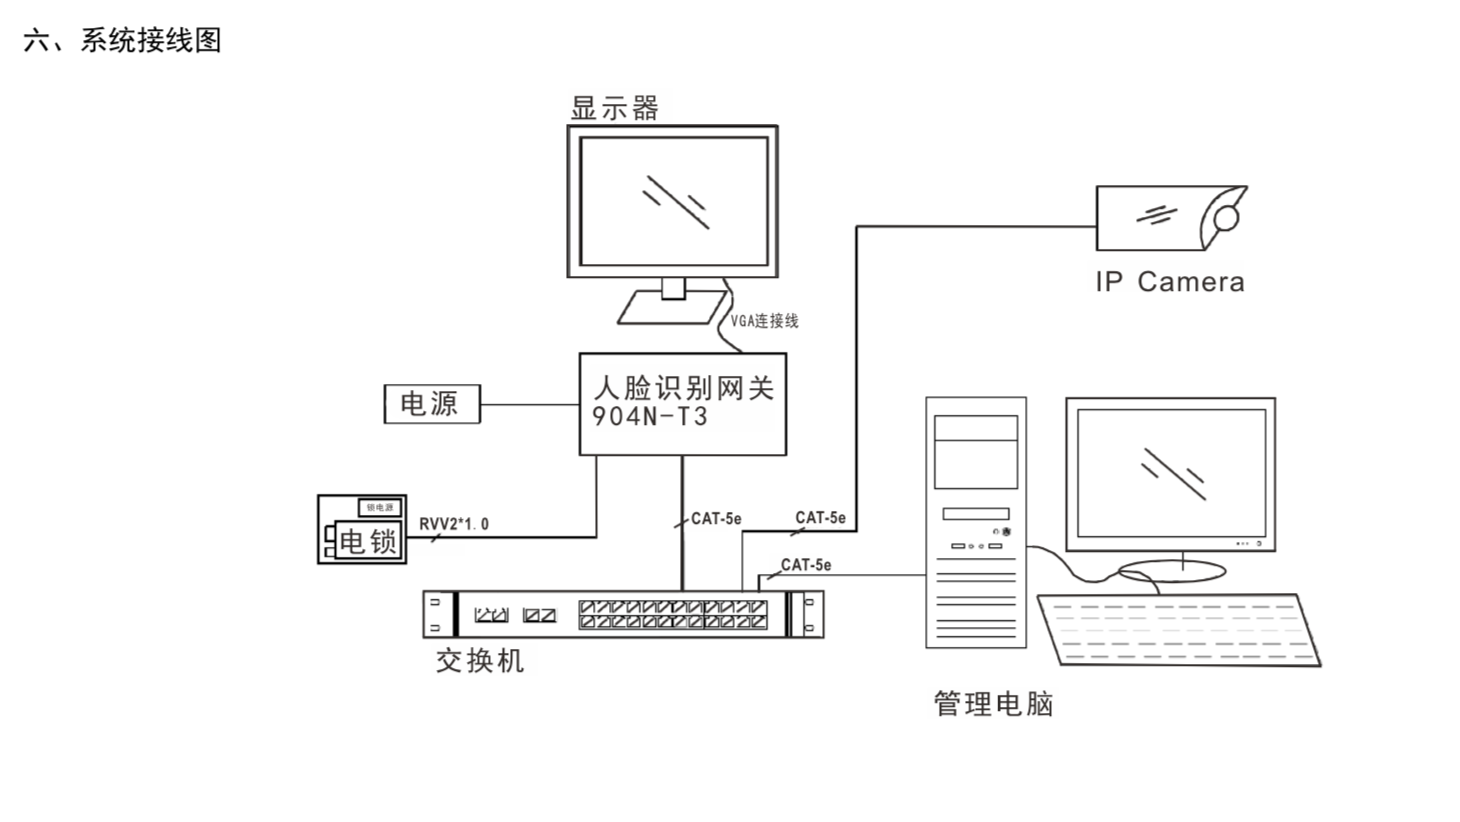 六、系统接线图
显示器
IP Camera
VGA连接线
人脸识别网关
904N-T3
电源
锁电源
电锁
RVV2*1.0
CAT-5e
CAT-5e
CAT-5e
交换机
管理电脑